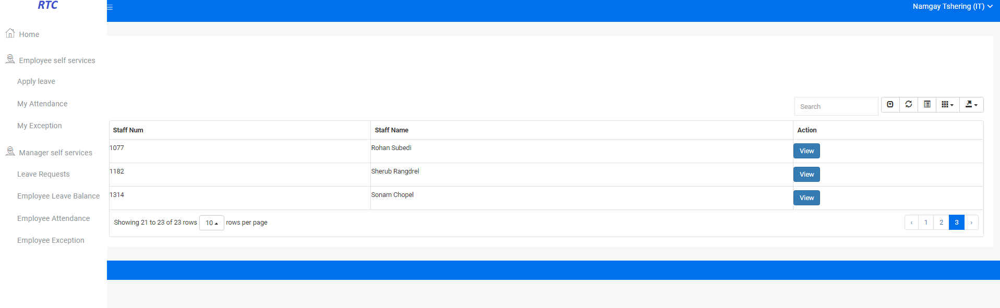 RTC
Namgay Tshering (IT)
Home
Employee self services
Apply leave
My Attendance
My Exception
Manager self services
Leave Requests
Employee Leave Balance
Employee Attendance
Employee Exception
Search
Staff Num Staff Name Action
1077 Rohan Subedi View
1182 Sherub Rangdrel View
1314 Sonam Chopel View
Showing 21 to 23 of 23 rows 10 rows per page ‹ 1 2 3 ›